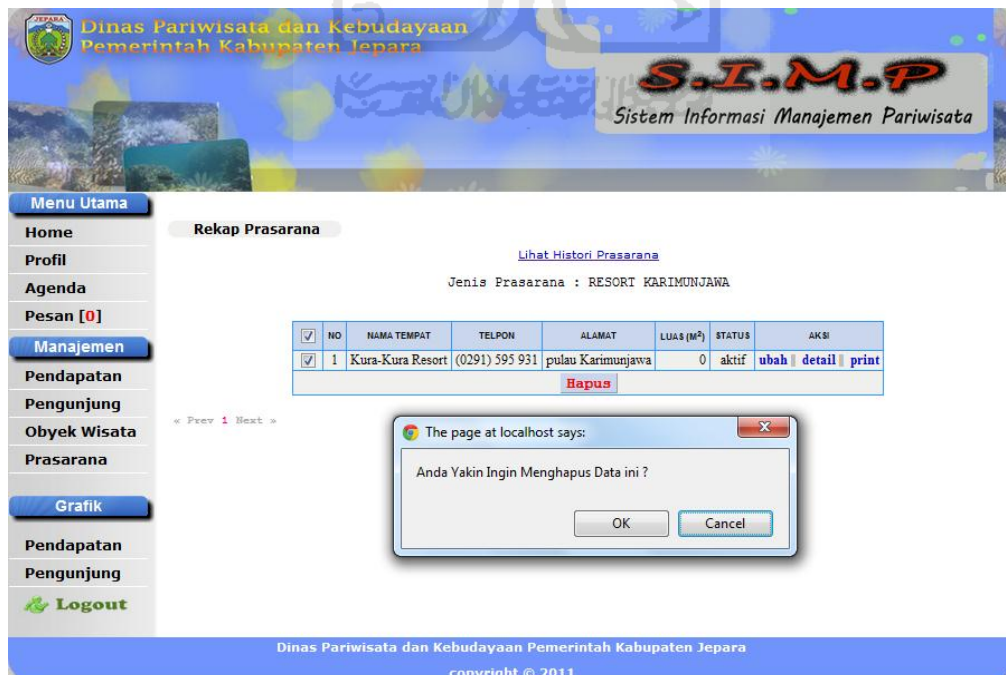 JEPARA
Dinas Pariwisata dan Kebudayaan
Pemerintah Kabupaten Jepara
S.I.M.P
Sistem Informasi Manajemen Pariwisata
Menu Utama
Home
Profil
Agenda
Pesan [0]
Manajemen
Pendapatan
Pengunjung
Obyek Wisata
Prasarana
Grafik
Pendapatan
Pengunjung
Logout
Rekap Prasarana
Lihat Histori Prasarana
Jenis Prasarana : RESORT KARIMUNJAWA
NO NAMA TEMPAT TELPON ALAMAT LUAS (M²) STATUS AKSI
1 Kura-Kura Resort (0291) 595 931 pulau Karimunjawa 0 aktif ubah || detail || print
Hapus
« Prev 1 Next »
The page at localhost says:
Anda Yakin Ingin Menghapus Data ini ?
OK Cancel
Dinas Pariwisata dan Kebudayaan Pemerintah Kabupaten Jepara
copyright © 2011